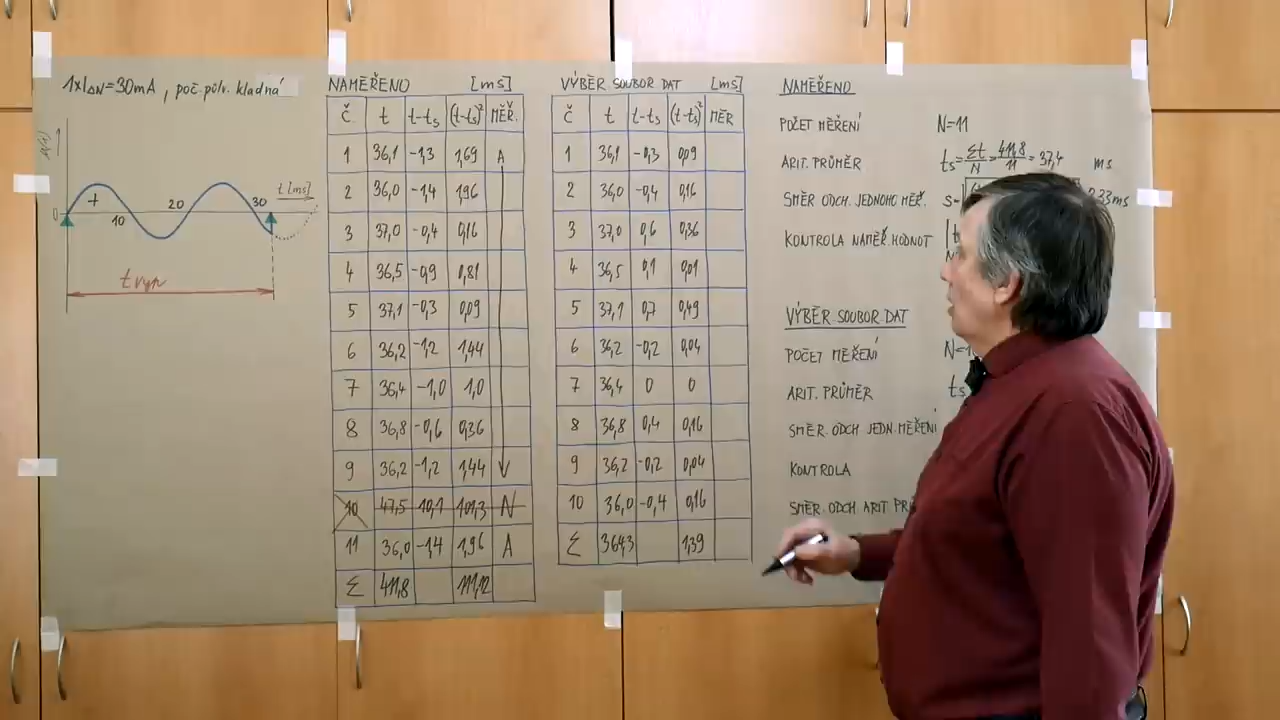 1×I∆N=30mA, poč. půlv. kladná
+
0
10
20
30
t [ms]
t vyp
NAMĚŘENO [ms]
Č t t-ts (t-ts)² MĚŘ.
1 36,1 -1,3 1,69 A
2 36,0 -1,4 1,96
3 37,0 -0,4 0,16
4 36,5 -0,9 0,81
5 37,1 -0,3 0,09
6 36,2 -1,2 1,44
7 36,4 -1,0 1,0
8 36,8 -0,6 0,36
9 36,2 -1,2 1,44
10 47,5 10,1 101,3 N
11 36,0 -1,4 1,96 A
Σ 411,8 111,12
VÝBĚR SOUBOR DAT [ms]
Č t t-ts (t-ts)² MĚR
1 36,1 -0,3 0,09
2 36,0 -0,4 0,16
3 37,0 0,6 0,36
4 36,5 0,1 0,01
5 37,1 0,7 0,49
6 36,2 -0,2 0,04
7 36,4 0 0
8 36,8 0,4 0,16
9 36,2 -0,2 0,04
10 36,0 -0,4 0,16
Σ 364,3 1,39
NAMĚŘENO
POČET MĚŘENÍ N=11
ARIT. PRŮMĚR ts=Σt/N=411,8/11=37,4 ms
SMĚR ODCH. JEDNOHO MĚŘ. s=
KONTROLA NAMĚŘ. HODNOT
VÝBĚR SOUBOR DAT
POČET MĚŘENÍ
ARIT. PRŮMĚR ts
SMĚR. ODCH JEDN. MĚŘENÍ
KONTROLA
SMĚR. ODCH ARIT